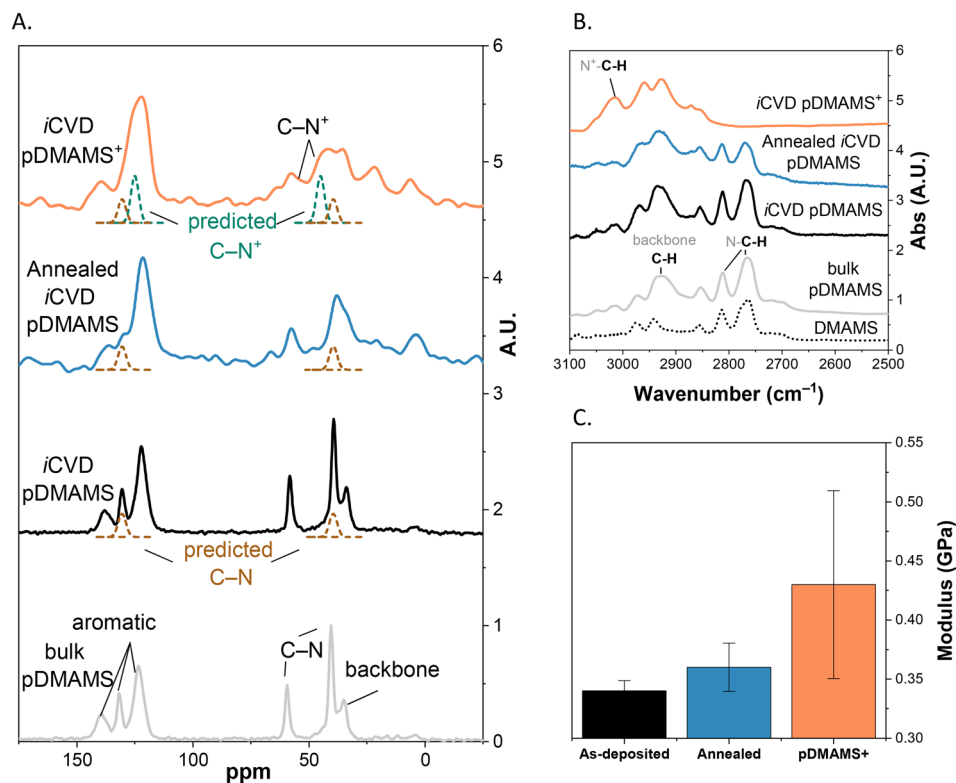 A.
iCVD
pDMAMS+
C–N+
predicted
C–N+
Annealed
iCVD
pDMAMS
iCVD
pDMAMS
predicted
C–N
aromatic
bulk
pDMAMS
C–N
backbone
6
5
4
3
2
1
0
A.U.
150
100
50
0
ppm
B.
N+-C-H
iCVD pDMAMS+
Annealed iCVD
pDMAMS
iCVD pDMAMS
backbone
C-H
N-C-H
bulk
pDMAMS
DMAMS
6
5
4
3
2
1
0
Abs (A.U.)
3100
3000
2900
2800
2700
2600
2500
Wavenumber (cm–1)
C.
0.55
0.50
0.45
0.40
0.35
0.30
Modulus (GPa)
As-deposited
Annealed
pDMAMS+